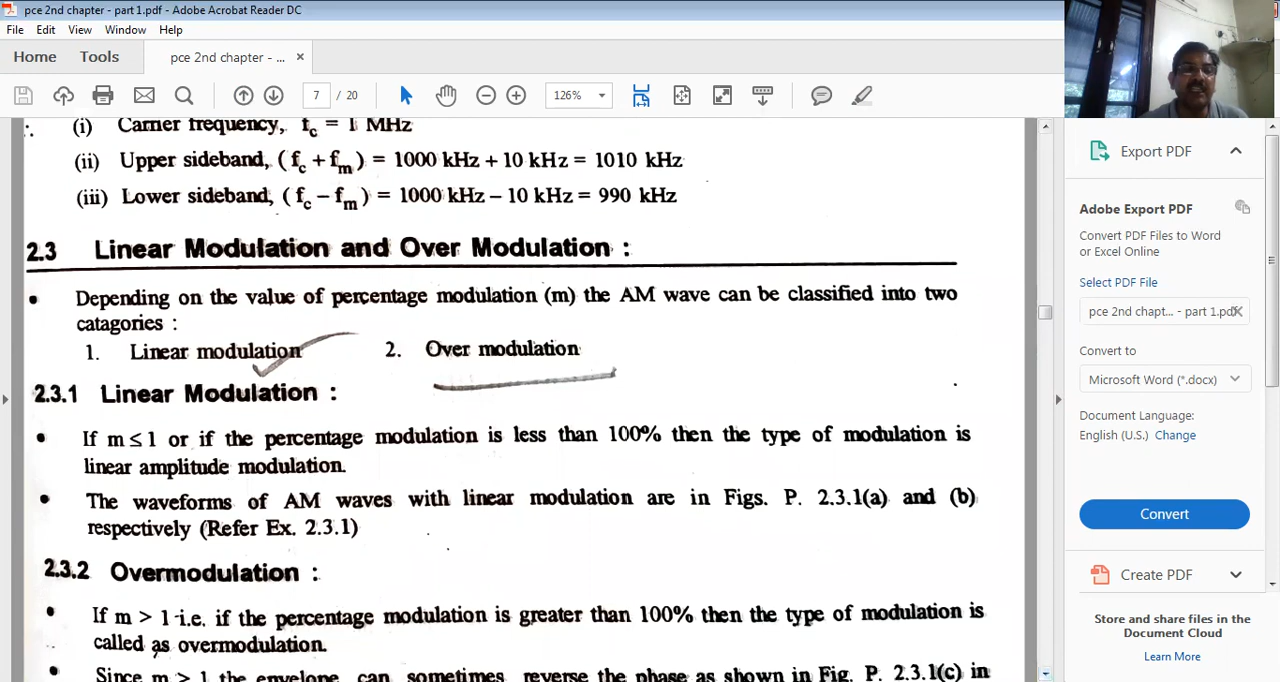 pce 2nd chapter - part 1.pdf - Adobe Acrobat Reader DC
File Edit View Window Help
Home Tools pce 2nd chapter - ... ×
7 / 20 126%
(i) Carrier frequency, fc = 1 MHz
(ii) Upper sideband, (fc + fm) = 1000 kHz + 10 kHz = 1010 kHz
(iii) Lower sideband, (fc − fm) = 1000 kHz − 10 kHz = 990 kHz
2.3 Linear Modulation and Over Modulation :
Depending on the value of percentage modulation (m) the AM wave can be classified into two
catagories :
1. Linear modulation 2. Over modulation
2.3.1 Linear Modulation :
If m ≤ 1 or if the percentage modulation is less than 100% then the type of modulation is
linear amplitude modulation.
The waveforms of AM waves with linear modulation are in Figs. P. 2.3.1(a) and (b)
respectively (Refer Ex. 2.3.1)
2.3.2 Overmodulation :
If m > 1 i.e. if the percentage modulation is greater than 100% then the type of modulation is
called as overmodulation.
Since m > 1 the envelope can sometimes reverse the phase as shown in Fig. P. 2.3.1(c) in
Export PDF
Adobe Export PDF
Convert PDF Files to Word
or Excel Online
Select PDF File
pce 2nd chapt... - part 1.pdf
Convert to
Microsoft Word (*.docx)
Document Language:
English (U.S.) Change
Convert
Create PDF
Store and share files in the
Document Cloud
Learn More